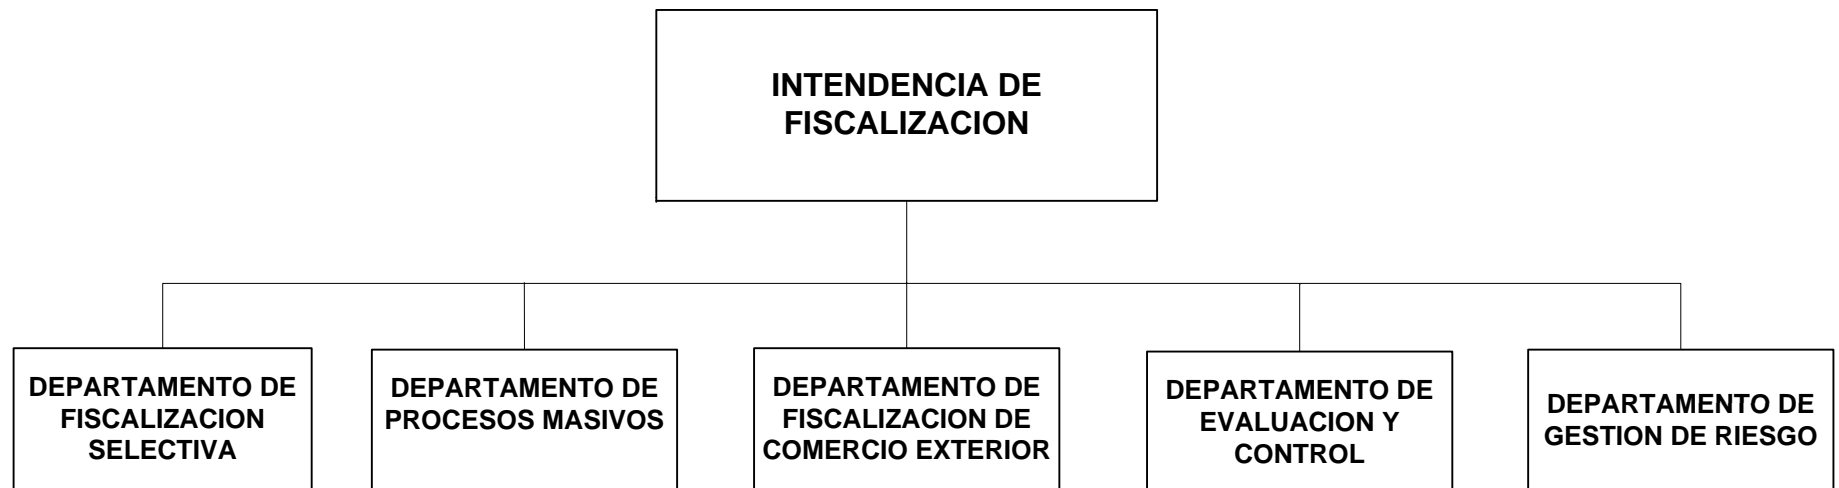 INTENDENCIA DE
FISCALIZACION
DEPARTAMENTO DE
FISCALIZACION
SELECTIVA
DEPARTAMENTO DE
PROCESOS MASIVOS
DEPARTAMENTO DE
FISCALIZACION DE
COMERCIO EXTERIOR
DEPARTAMENTO DE
EVALUACION Y
CONTROL
DEPARTAMENTO DE
GESTION DE RIESGO